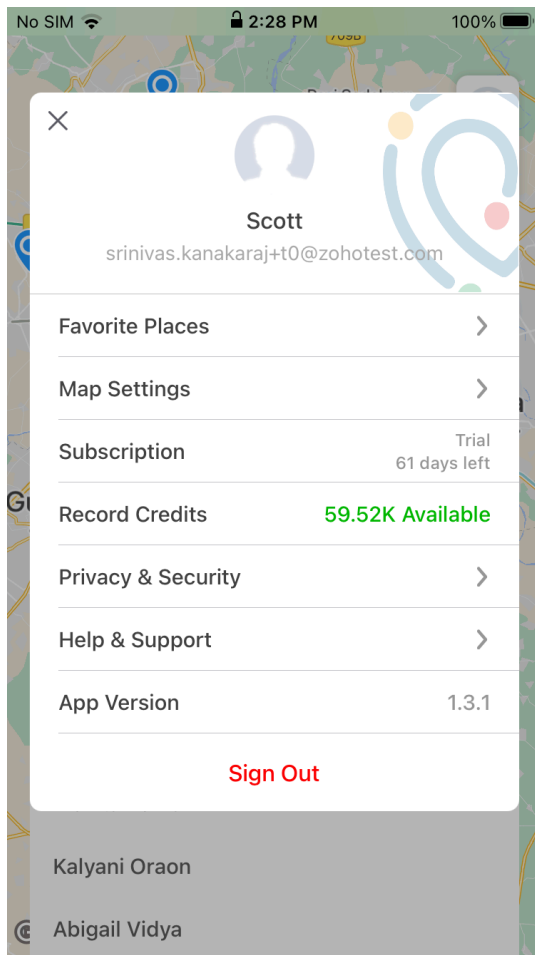 No SIM 2:28 PM 100%
709B
Scott
srinivas.kanakaraj+t0@zohotest.com
Favorite Places
Map Settings
Subscription
Trial
61 days left
Record Credits
59.52K Available
Privacy & Security
Help & Support
App Version
1.3.1
Sign Out
Kalyani Oraon
Abigail Vidya